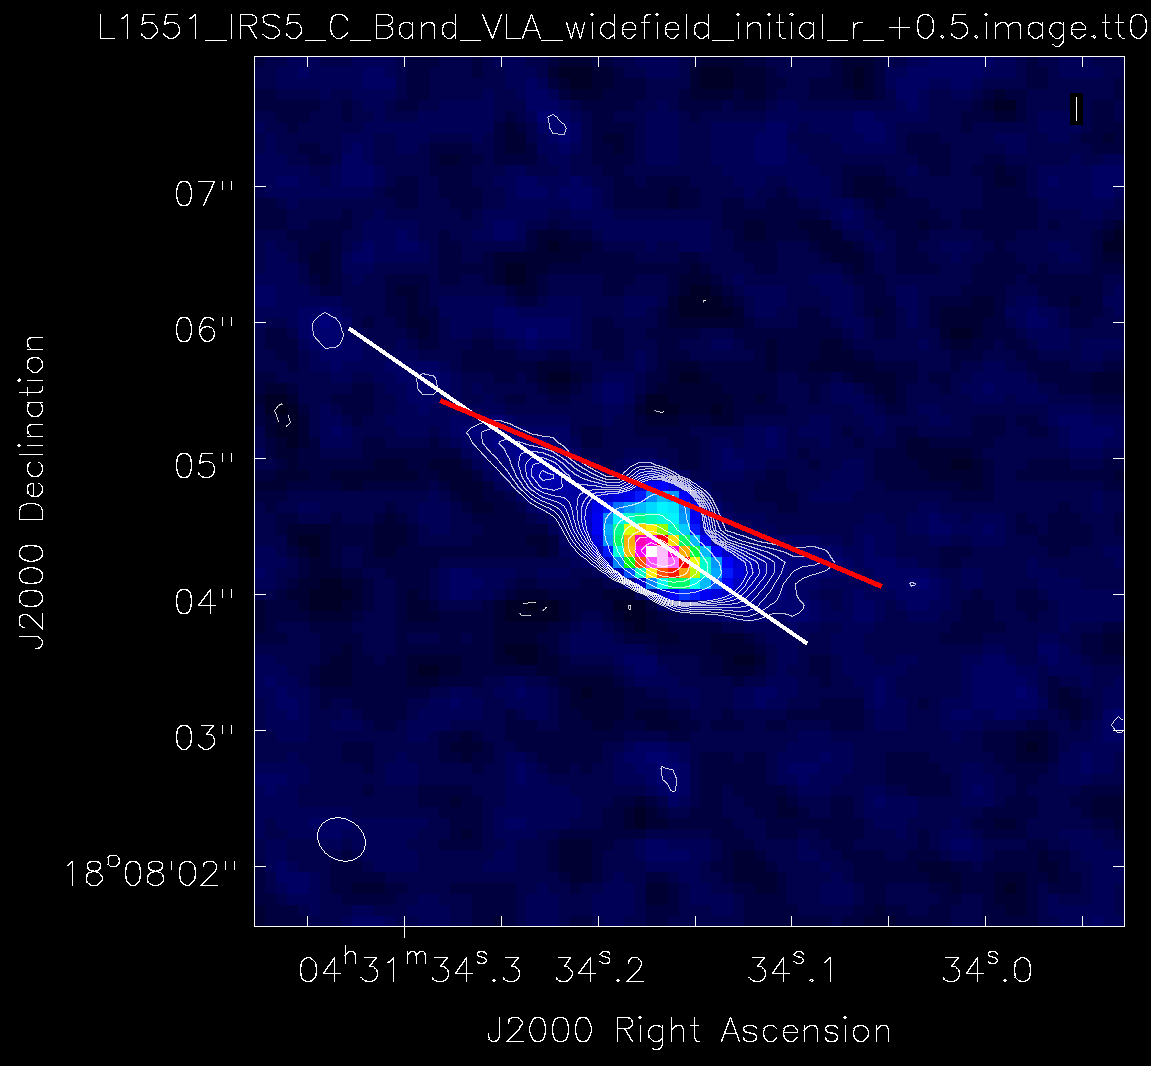 L1551_IRS5_C_Band_VLA_widefield_initial_r_+0.5.image.tt0
07"
06"
05"
04"
03"
18°08'02"
J2000 Declination
04ʰ31ᵐ34ˢ.3 34ˢ.2 34ˢ.1 34ˢ.0
J2000 Right Ascension